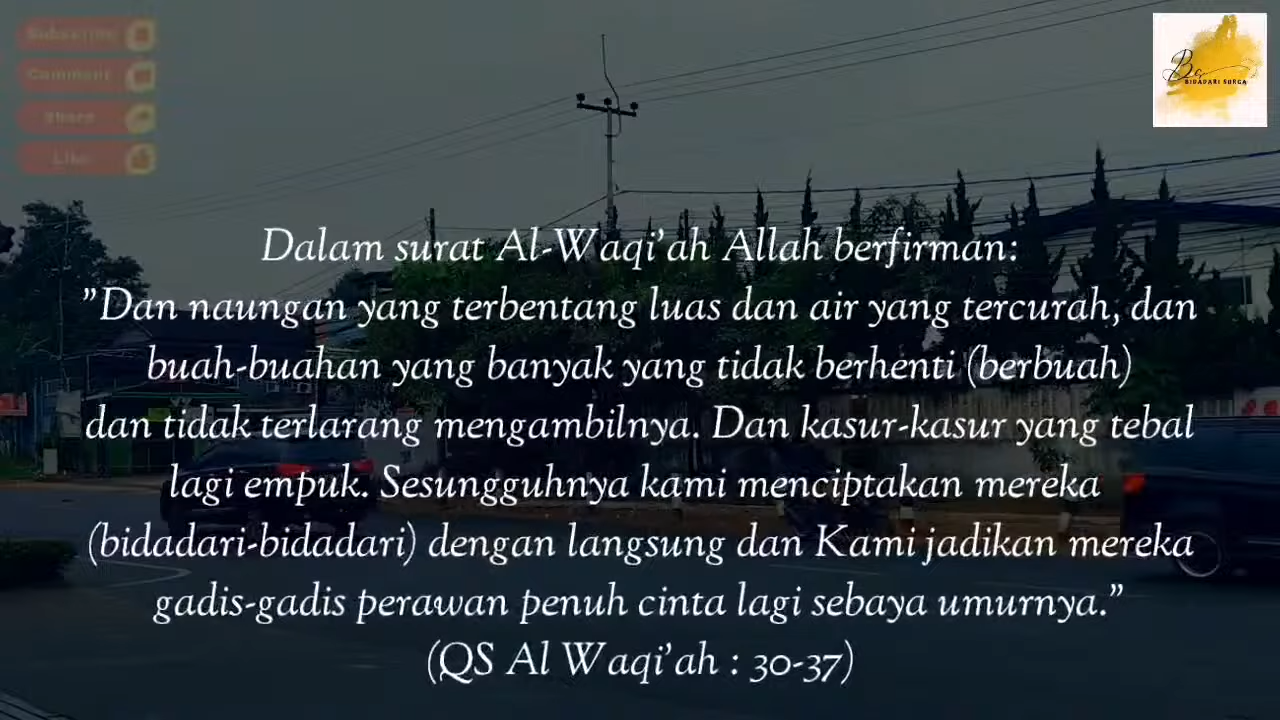 Subscribe
Comment
Share
Like
Bs
BIDADARI SURGA
Dalam surat Al-Waqi'ah Allah berfirman:
"Dan naungan yang terbentang luas dan air yang tercurah, dan
buah-buahan yang banyak yang tidak berhenti (berbuah)
dan tidak terlarang mengambilnya. Dan kasur-kasur yang tebal
lagi empuk. Sesungguhnya kami menciptakan mereka
(bidadari-bidadari) dengan langsung dan Kami jadikan mereka
gadis-gadis perawan penuh cinta lagi sebaya umurnya."
(QS Al Waqi'ah : 30-37)